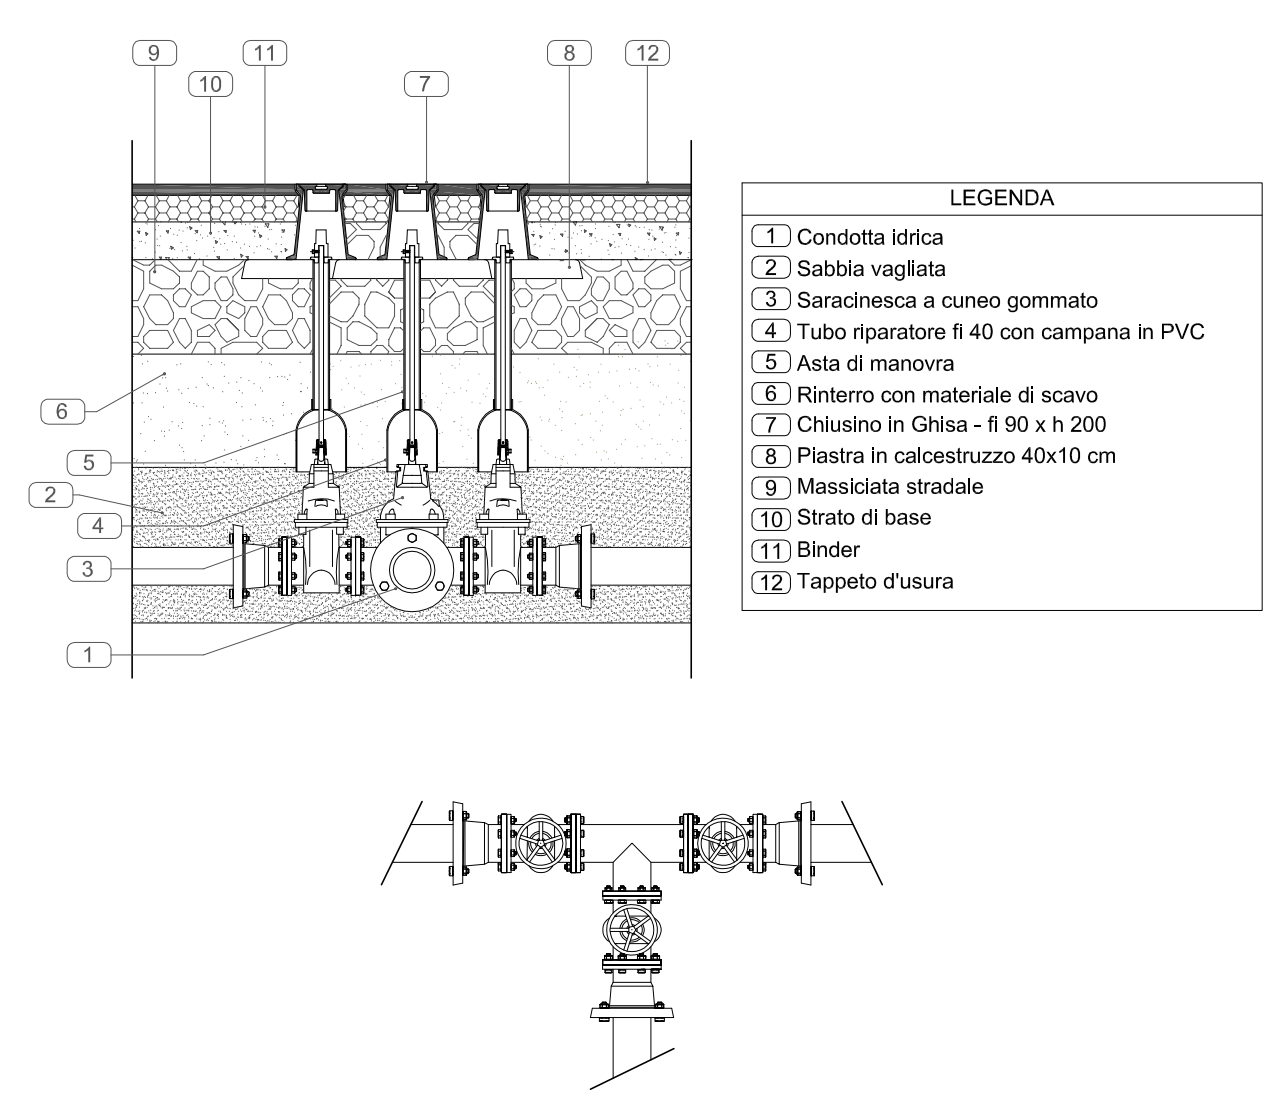 9
11
8
12
10
7
6
5
2
4
3
1
LEGENDA
1 Condotta idrica
2 Sabbia vagliata
3 Saracinesca a cuneo gommato
4 Tubo riparatore fi 40 con campana in PVC
5 Asta di manovra
6 Rinterro con materiale di scavo
7 Chiusino in Ghisa - fi 90 x h 200
8 Piastra in calcestruzzo 40x10 cm
9 Massiciata stradale
10 Strato di base
11 Binder
12 Tappeto d'usura